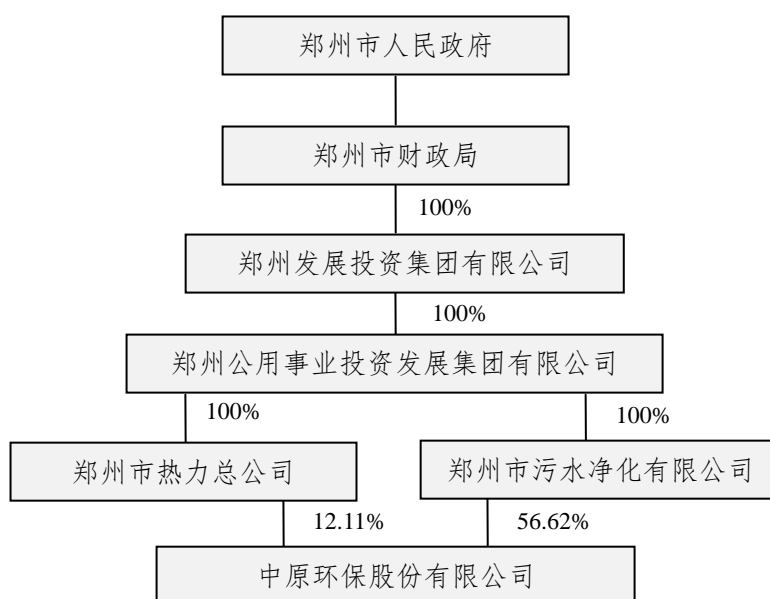 郑州市人民政府
郑州市财政局
100%
郑州发展投资集团有限公司
100%
郑州公用事业投资发展集团有限公司
100%
100%
郑州市热力总公司
郑州市污水净化有限公司
12.11%
56.62%
中原环保股份有限公司